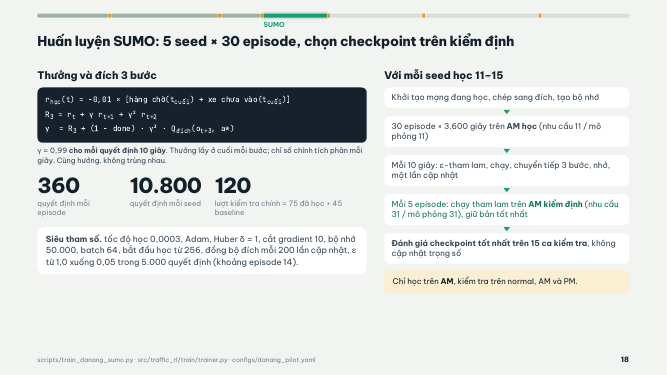 SUMO
Huấn luyện SUMO: 5 seed × 30 episode, chọn checkpoint trên kiểm định
Thưởng và đích 3 bước
r_học(t) = -0,01 × [hàng chờ(t_cuối) + xe chưa vào(t_cuối)]
R₃ = r_t + γ r_t+1 + γ² r_t+2
y = R₃ + (1 - done) · γ³ · Q_đích(o_t+3, a*)
γ = 0,99 cho mỗi quyết định 10 giây. Thưởng lấy ở cuối mỗi bước; chỉ số chính tích phân mỗi
giây. Cùng hướng, không trùng nhau.
360
quyết định mỗi
episode
10.800
quyết định mỗi seed
120
lượt kiểm tra chính = 75 đã học + 45
baseline
Siêu tham số. tốc độ học 0,0003, Adam, Huber δ = 1, cắt gradient 10, bộ nhớ
50.000, batch 64, bắt đầu học từ 256, đồng bộ đích mỗi 200 lần cập nhật, ε
từ 1,0 xuống 0,05 trong 5.000 quyết định (khoảng episode 14).
Với mỗi seed học 11–15
Khởi tạo mạng đang học, chép sang đích, tạo bộ nhớ
30 episode × 3.600 giây trên AM học (nhu cầu 11 / mô
phỏng 11)
Mỗi 10 giây: ε-tham lam, chạy, chuyển tiếp 3 bước, nhớ,
một lần cập nhật
Mỗi 5 episode: chạy tham lam trên AM kiểm định (nhu cầu
31 / mô phỏng 31), giữ bản tốt nhất
Đánh giá checkpoint tốt nhất trên 15 ca kiểm tra, không
cập nhật trọng số
Chỉ học trên AM, kiểm tra trên normal, AM và PM.
scripts/train_danang_sumo.py · src/traffic_rl/train/trainer.py · configs/danang_pilot.yaml
18